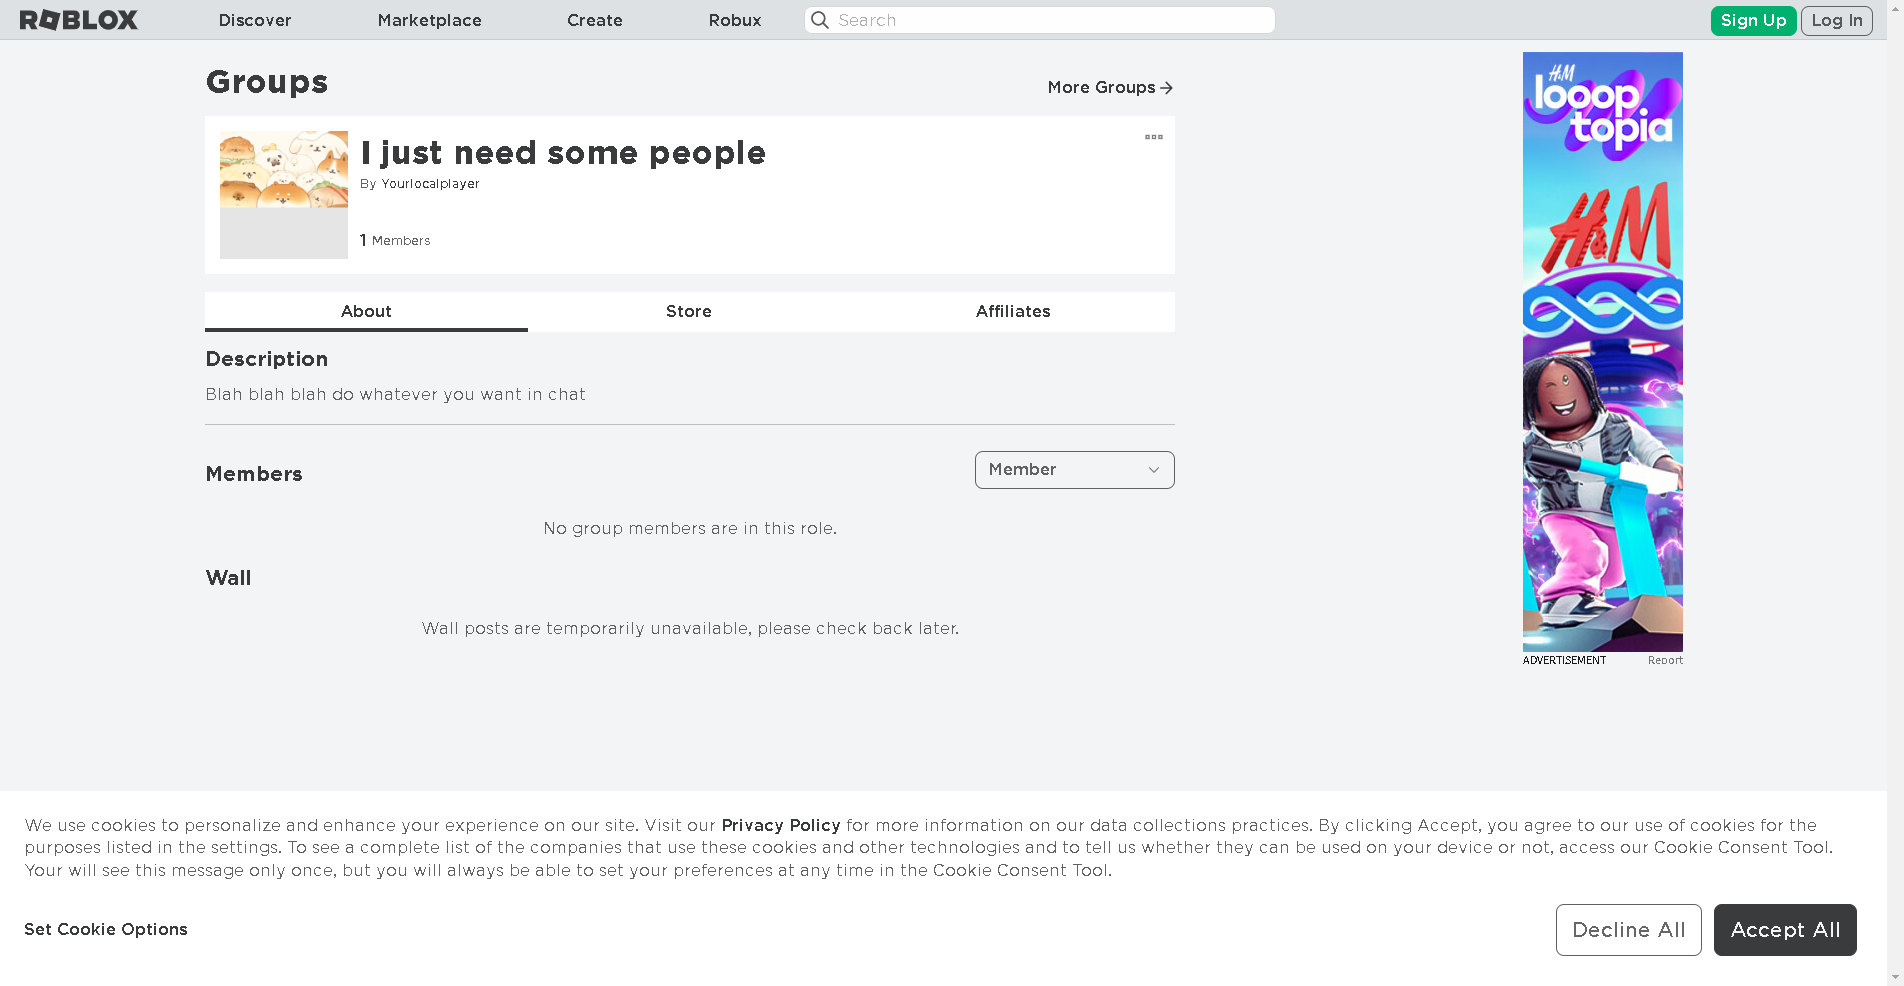 ROBLOX
Discover
Marketplace
Create
Robux
Search
Sign Up
Log In
Groups
More Groups
I just need some people
By Yourlocalplayer
1 Members
About
Store
Affiliates
Description
Blah blah blah do whatever you want in chat
Members
Member
No group members are in this role.
Wall
Wall posts are temporarily unavailable, please check back later.
H&M
looop
topia
H&M
ADVERTISEMENT
Report
We use cookies to personalize and enhance your experience on our site. Visit our Privacy Policy for more information on our data collections practices. By clicking Accept, you agree to our use of cookies for the
purposes listed in the settings. To see a complete list of the companies that use these cookies and other technologies and to tell us whether they can be used on your device or not, access our Cookie Consent Tool.
Your will see this message only once, but you will always be able to set your preferences at any time in the Cookie Consent Tool.
Set Cookie Options
Decline All
Accept All